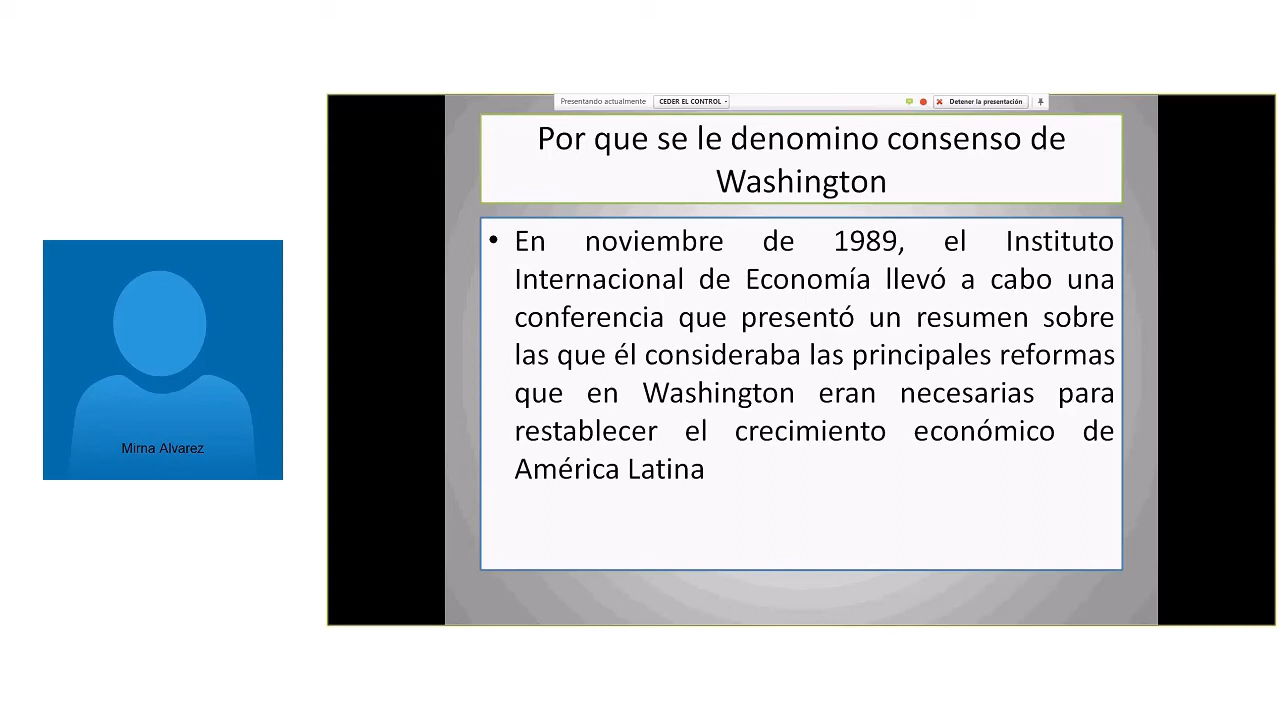 Presentando actualmente CEDER EL CONTROL Detener la presentación
Por que se le denomino consenso de
Washington
• En noviembre de 1989, el Instituto
Internacional de Economía llevó a cabo una
conferencia que presentó un resumen sobre
las que él consideraba las principales reformas
que en Washington eran necesarias para
restablecer el crecimiento económico de
América Latina
Mirna Alvarez